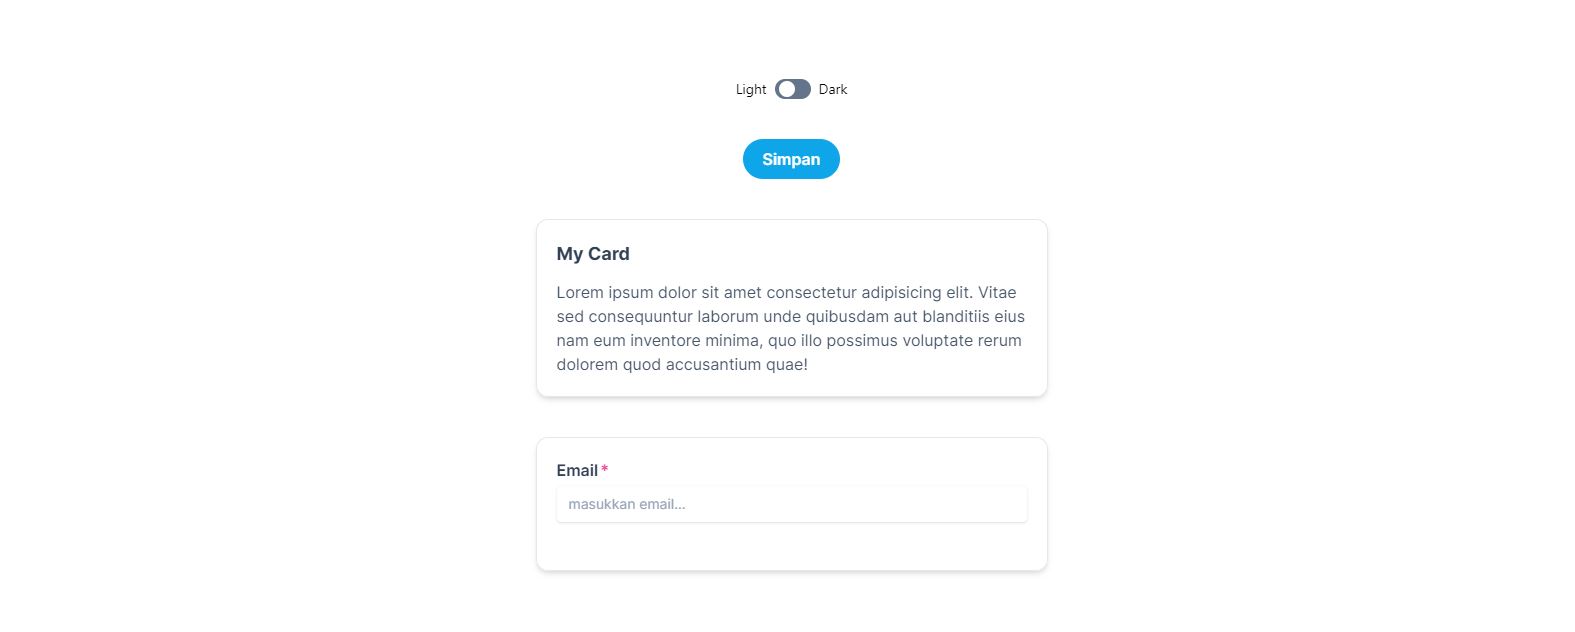 Light Dark
Simpan
My Card
Lorem ipsum dolor sit amet consectetur adipisicing elit. Vitae
sed consequuntur laborum unde quibusdam aut blanditiis eius
nam eum inventore minima, quo illo possimus voluptate rerum
dolorem quod accusantium quae!
Email *
masukkan email...